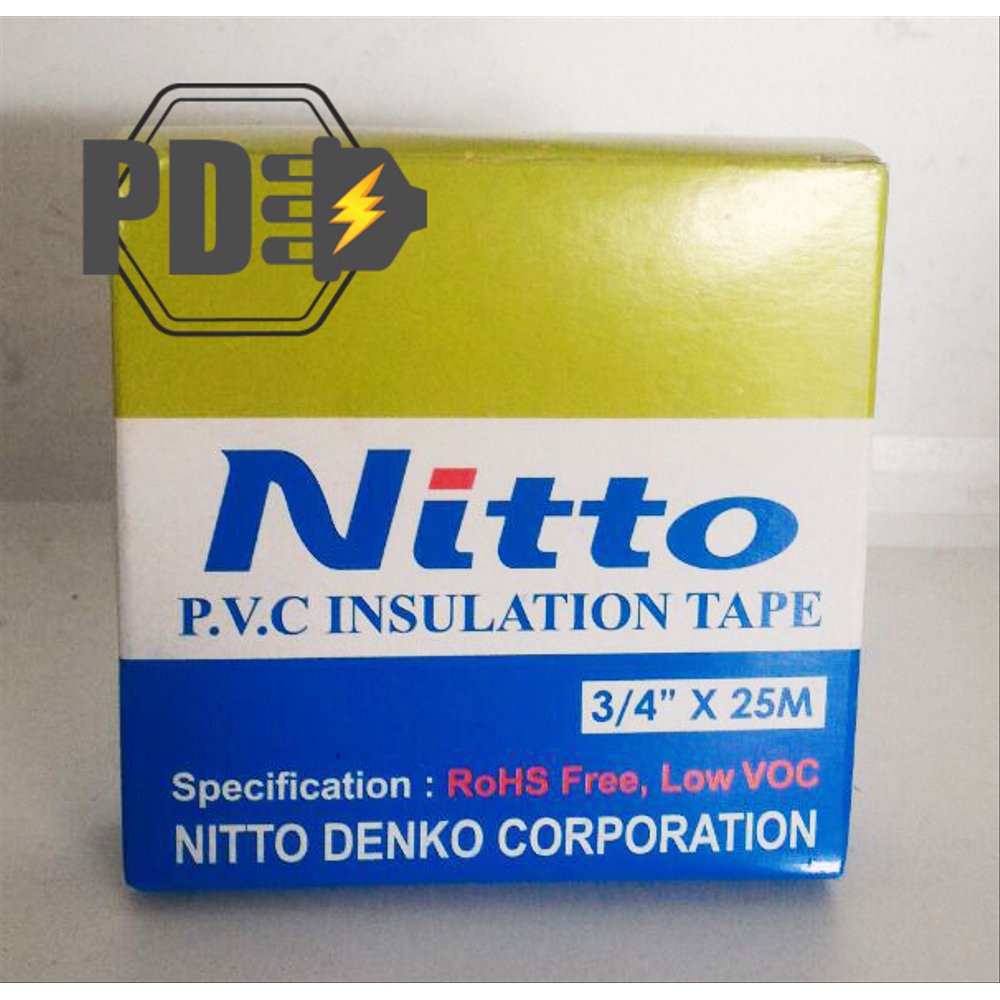 PD
Nitto
P.V.C INSULATION TAPE
3/4” X 25M
Specification : RoHS Free, Low VOC
NITTO DENKO CORPORATION